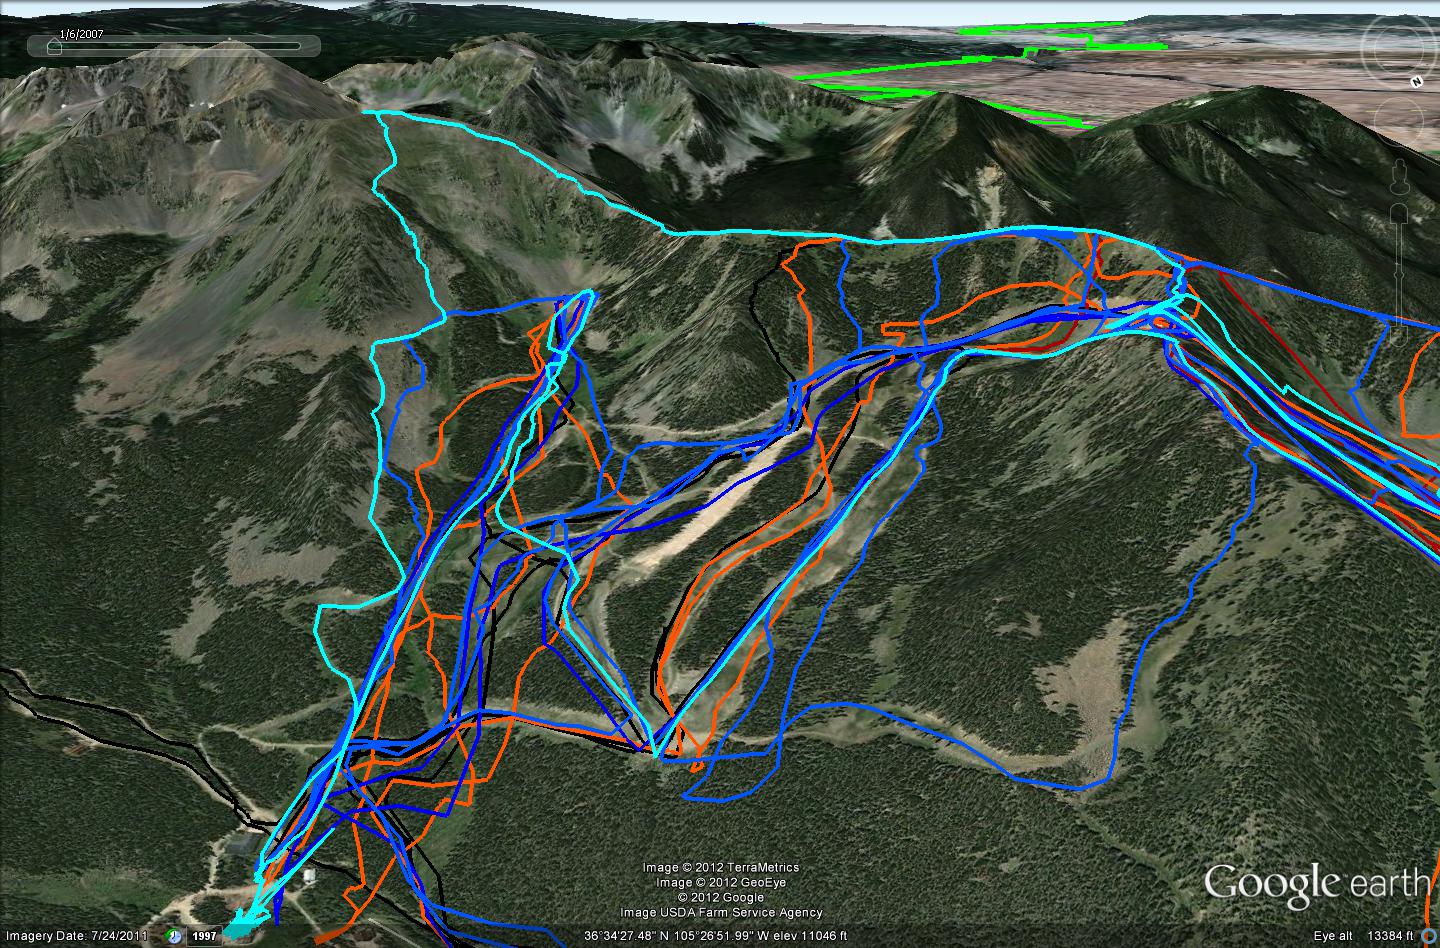 1/6/2007
N
Image © 2012 TerraMetrics
Image © 2012 GeoEye
© 2012 Google
Image USDA Farm Service Agency
Google earth
Imagery Date: 7/24/2011 1997 36°34'27.48" N 105°26'51.99" W elev 11046 ft Eye alt 13384 ft